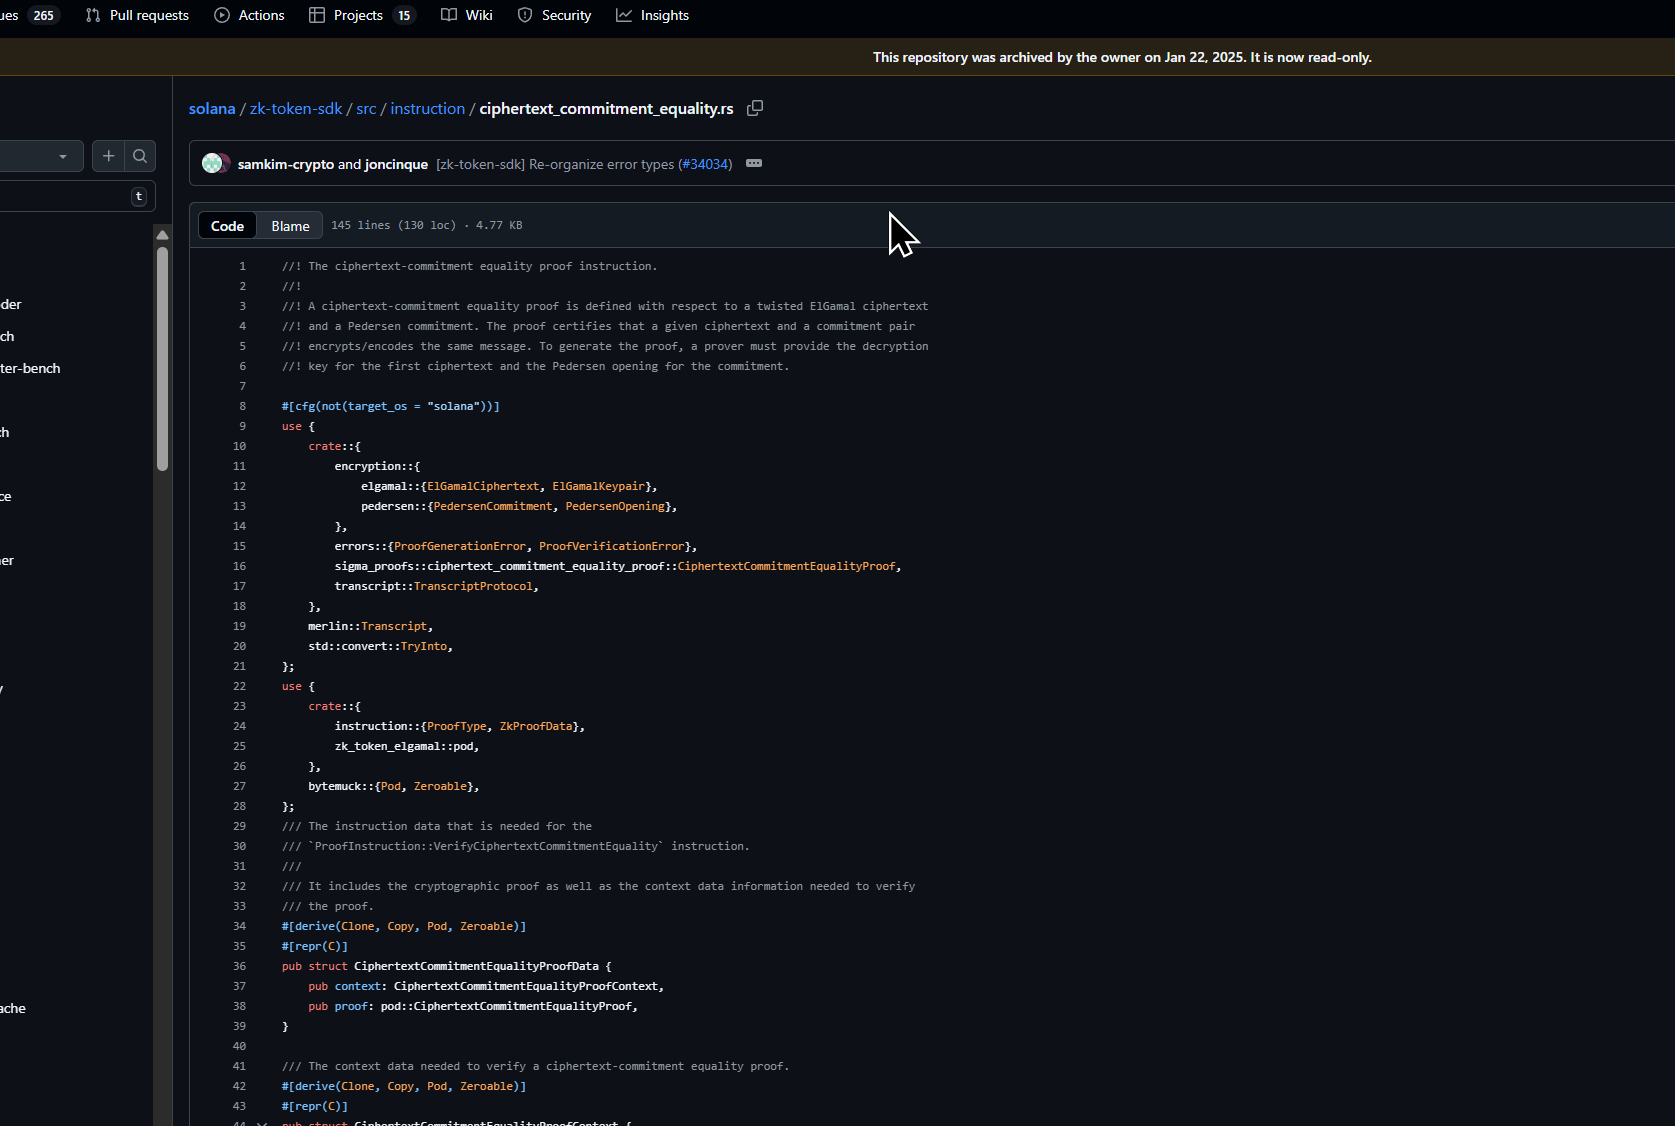 ues 265 Pull requests Actions Projects 15 Wiki Security Insights
This repository was archived by the owner on Jan 22, 2025. It is now read-only.
solana / zk-token-sdk / src / instruction / ciphertext_commitment_equality.rs
samkim-crypto and joncinque [zk-token-sdk] Re-organize error types (#34034)
t
Code Blame 145 lines (130 loc) · 4.77 KB
der
ch
ter-bench
ch
ce
er
y
ache
1 //! The ciphertext-commitment equality proof instruction.
2 //!
3 //! A ciphertext-commitment equality proof is defined with respect to a twisted ElGamal ciphertext
4 //! and a Pedersen commitment. The proof certifies that a given ciphertext and a commitment pair
5 //! encrypts/encodes the same message. To generate the proof, a prover must provide the decryption
6 //! key for the first ciphertext and the Pedersen opening for the commitment.
7
8 #[cfg(not(target_os = "solana"))]
9 use {
10 crate::{
11 encryption::{
12 elgamal::{ElGamalCiphertext, ElGamalKeypair},
13 pedersen::{PedersenCommitment, PedersenOpening},
14 },
15 errors::{ProofGenerationError, ProofVerificationError},
16 sigma_proofs::ciphertext_commitment_equality_proof::CiphertextCommitmentEqualityProof,
17 transcript::TranscriptProtocol,
18 },
19 merlin::Transcript,
20 std::convert::TryInto,
21 };
22 use {
23 crate::{
24 instruction::{ProofType, ZkProofData},
25 zk_token_elgamal::pod,
26 },
27 bytemuck::{Pod, Zeroable},
28 };
29 /// The instruction data that is needed for the
30 /// `ProofInstruction::VerifyCiphertextCommitmentEquality` instruction.
31 ///
32 /// It includes the cryptographic proof as well as the context data information needed to verify
33 /// the proof.
34 #[derive(Clone, Copy, Pod, Zeroable)]
35 #[repr(C)]
36 pub struct CiphertextCommitmentEqualityProofData {
37 pub context: CiphertextCommitmentEqualityProofContext,
38 pub proof: pod::CiphertextCommitmentEqualityProof,
39 }
40
41 /// The context data needed to verify a ciphertext-commitment equality proof.
42 #[derive(Clone, Copy, Pod, Zeroable)]
43 #[repr(C)]
44 pub struct CiphertextCommitmentEqualityProofContext {